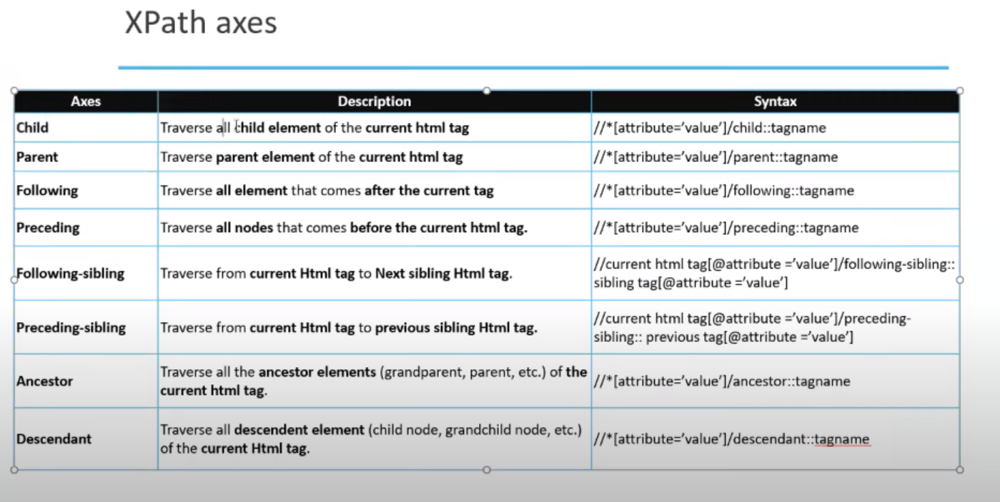 XPath axes
Axes Description Syntax
Child Traverse all child element of the current html tag //*[attribute=’value’]/child::tagname
Parent Traverse parent element of the current html tag //*[attribute=’value’]/parent::tagname
Following Traverse all element that comes after the current tag //*[attribute=’value’]/following::tagname
Preceding Traverse all nodes that comes before the current html tag. //*[attribute=’value’]/preceding::tagname
Following-sibling Traverse from current Html tag to Next sibling Html tag. //current html tag[@attribute =’value’]/following-sibling::
sibling tag[@attribute =’value’]
Preceding-sibling Traverse from current Html tag to previous sibling Html tag. //current html tag[@attribute =’value’]/preceding-
sibling:: previous tag[@attribute =’value’]
Ancestor Traverse all the ancestor elements (grandparent, parent, etc.) of the //*[attribute=’value’]/ancestor::tagname
current html tag.
Descendant Traverse all descendent element (child node, grandchild node, etc.) //*[attribute=’value’]/descendant::tagname
of the current Html tag.